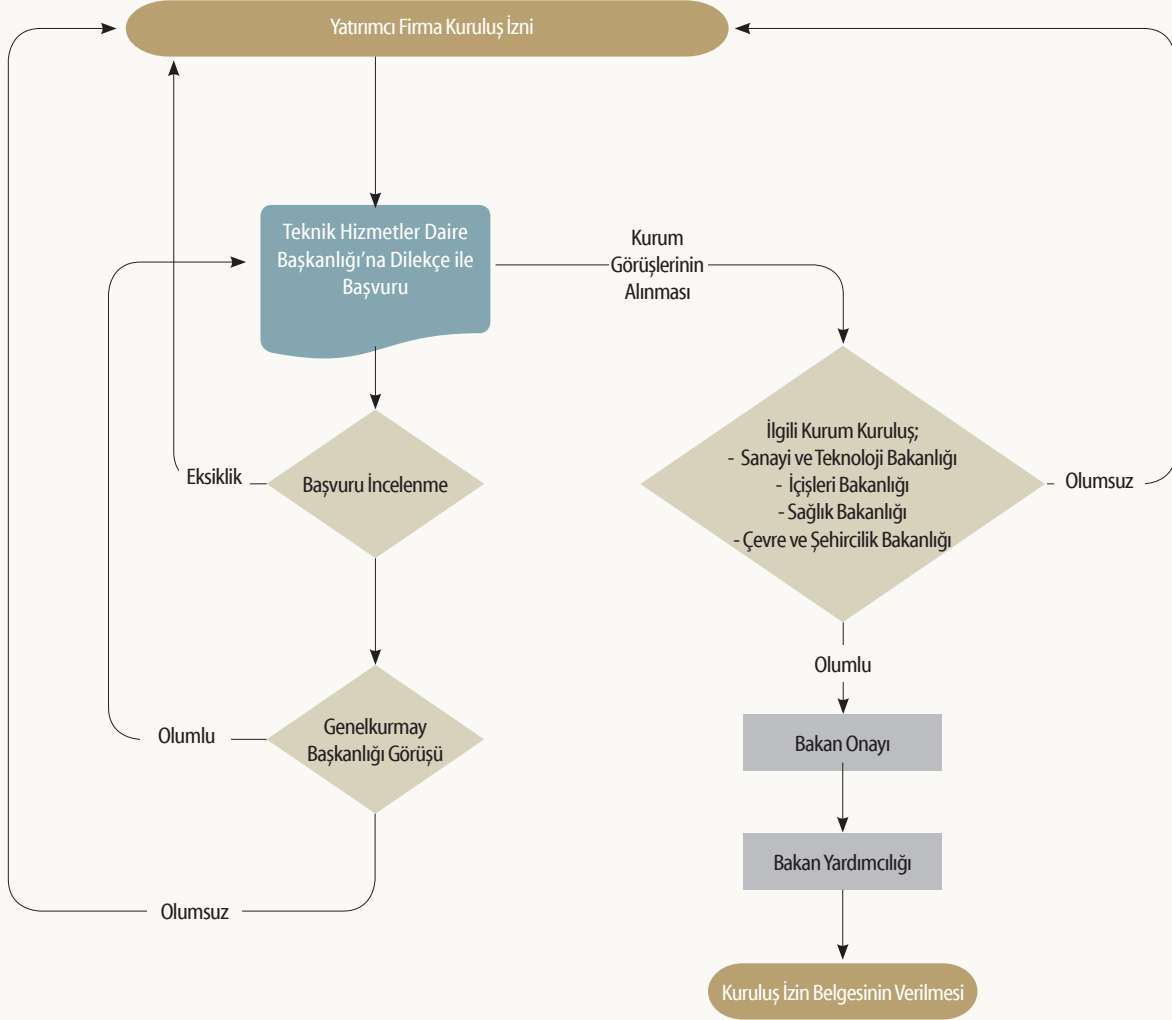 Yatırımcı Firma Kuruluş İzni
Teknik Hizmetler Daire
Başkanlığı’na Dilekçe ile
Başvuru
Kurum
Görüşlerinin
Alınması
Eksiklik
Başvuru İncelenme
İlgili Kurum Kuruluş;
- Sanayi ve Teknoloji Bakanlığı
- İçişleri Bakanlığı
- Sağlık Bakanlığı
- Çevre ve Şehircilik Bakanlığı
Olumsuz
Olumlu
Genelkurmay
Başkanlığı Görüşü
Olumlu
Bakan Onayı
Bakan Yardımcılığı
Olumsuz
Kuruluş İzin Belgesinin Verilmesi